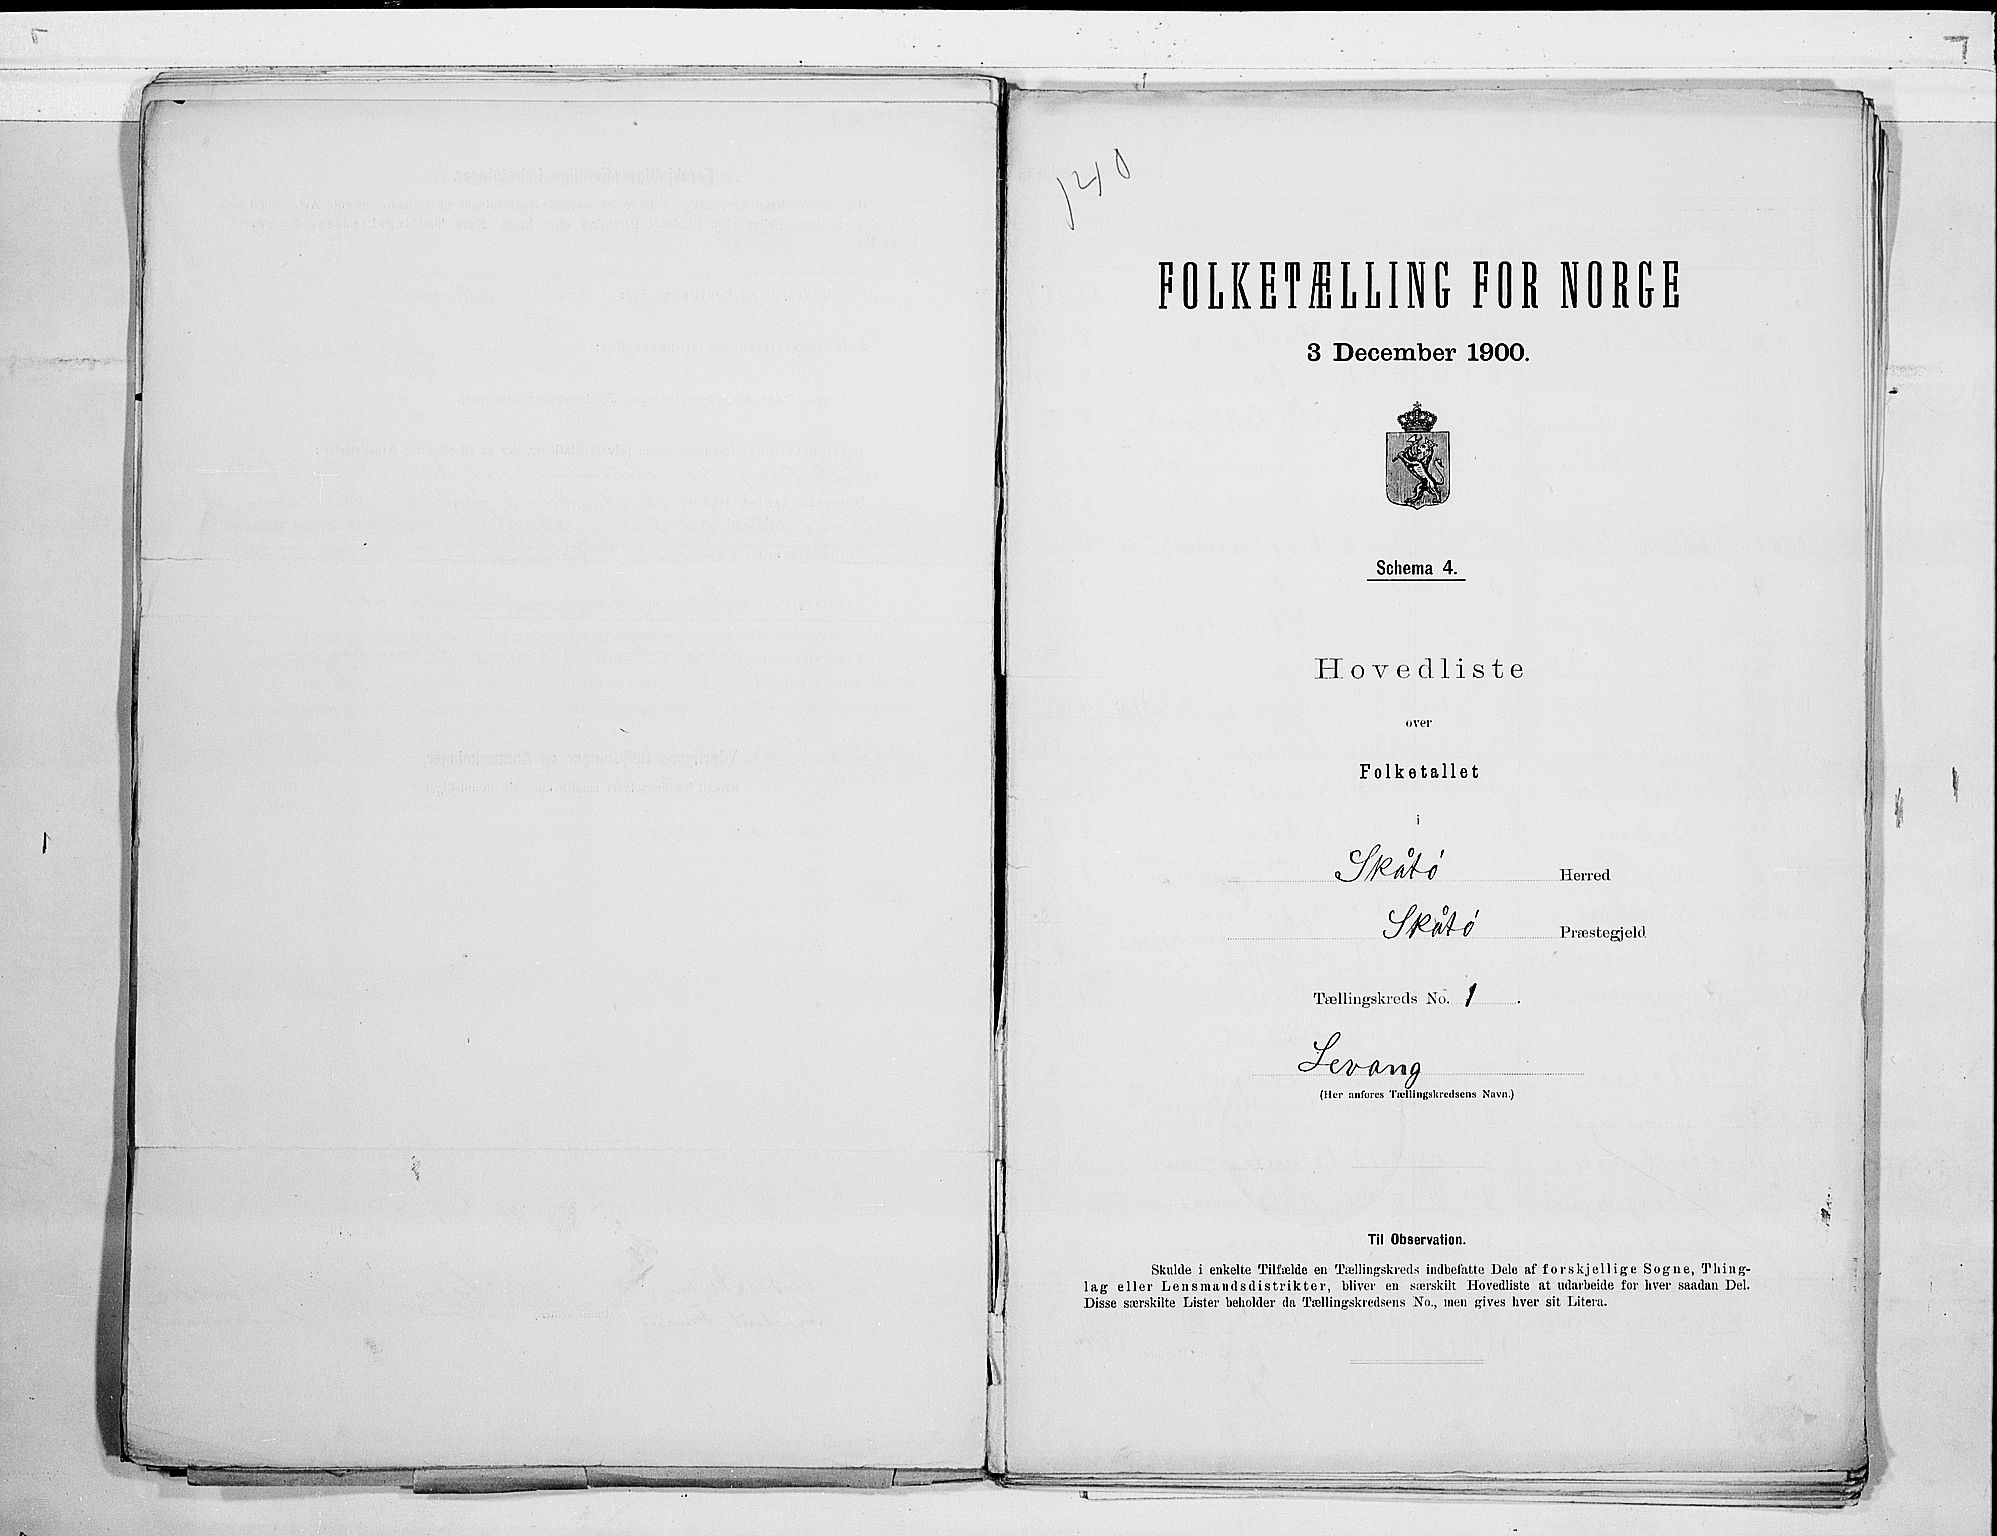 1240
FOLKETÆLLING FOR NORGE
3 December 1900.
Schema 4.
Hovedliste
over
Folketallet
i
Skåtø Herred
Skåtø Præstegjeld
Tællingskreds No. 1.
Levang
(Her anføres Tællingskredsens Navn.)
Til Observation.
Skulde i enkelte Tilfælde en Tællingskreds indbefatte Dele af forskjellige Sogne, Thing-
lag eller Lensmandsdistrikter, bliver en særskilt Hovedliste at udarbeide for hver saadan Del.
Disse særskilte Lister beholder da Tællingskredsens No., men gives hver sit Litera.